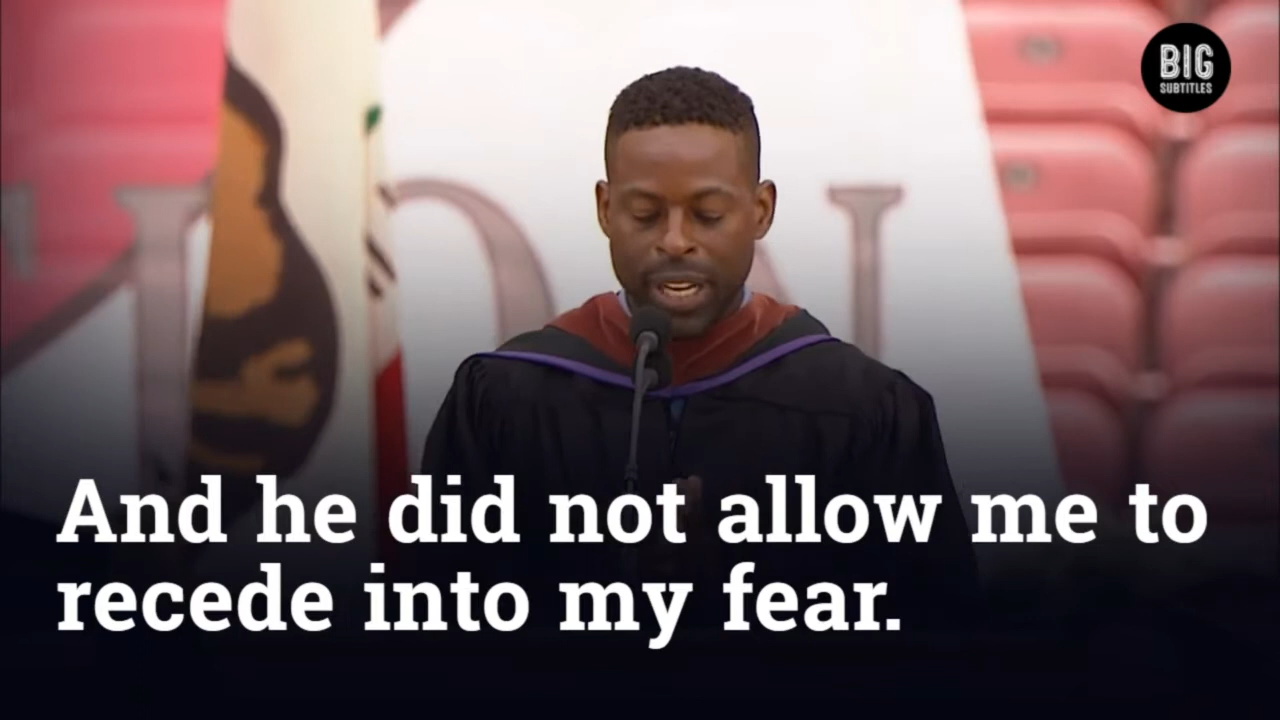 BIG
SUBTITLES
And he did not allow me to
recede into my fear.